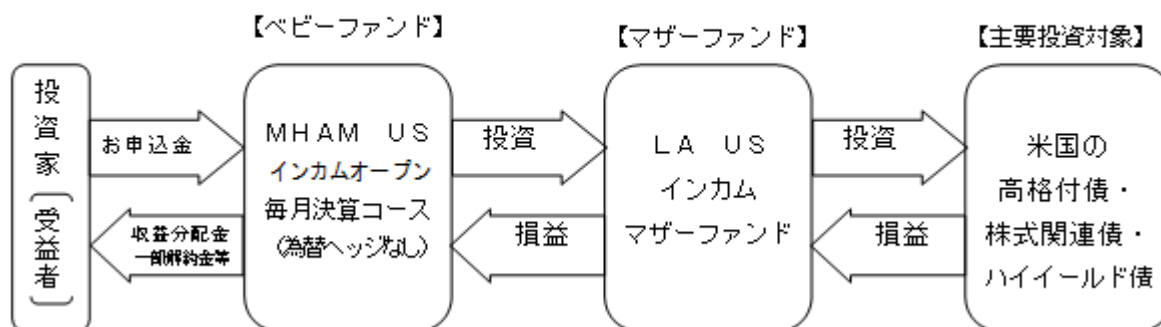 【ベビーファンド】
【マザーファンド】
【主要投資対象】
投資家〔受益者〕
お申込金
収益分配金
一部解約金等
ＭＨＡＭ　ＵＳ
インカムオープン
毎月決算コース
（為替ヘッジなし）
投資
損益
ＬＡ　ＵＳ
インカム
マザーファンド
投資
損益
米国の
高格付債・
株式関連債・
ハイイールド債